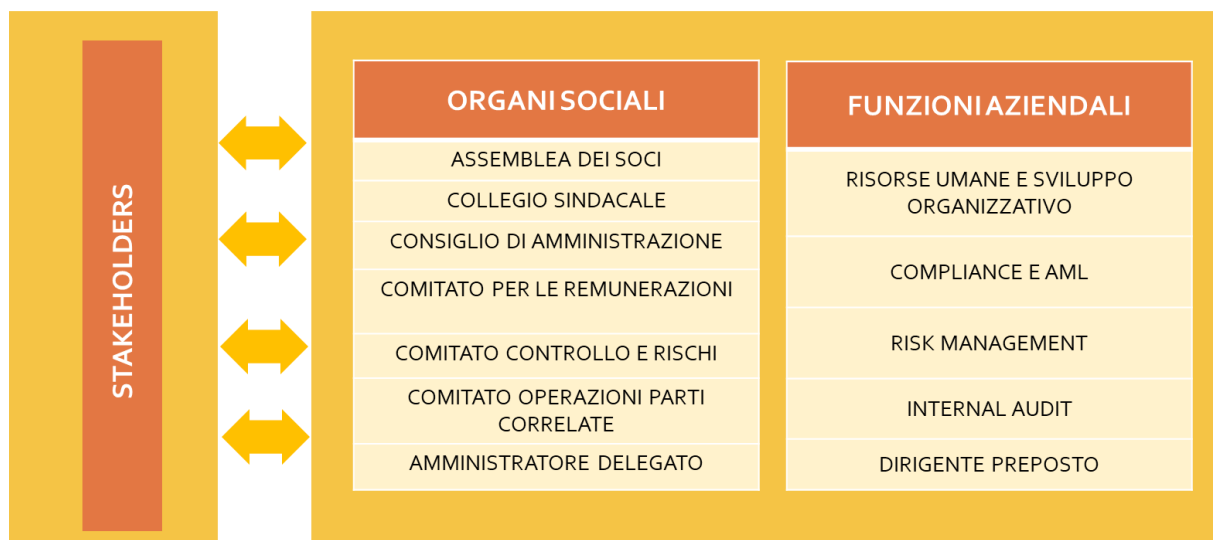 STAKEHOLDERS
ORGANI SOCIALI
ASSEMBLEA DEI SOCI
COLLEGIO SINDACALE
CONSIGLIO DI AMMINISTRAZIONE
COMITATO PER LE REMUNERAZIONI
COMITATO CONTROLLO E RISCHI
COMITATO OPERAZIONI PARTI
CORRELATE
AMMINISTRATORE DELEGATO
FUNZIONI AZIENDALI
RISORSE UMANE E SVILUPPO
ORGANIZZATIVO
COMPLIANCE E AML
RISK MANAGEMENT
INTERNAL AUDIT
DIRIGENTE PREPOSTO